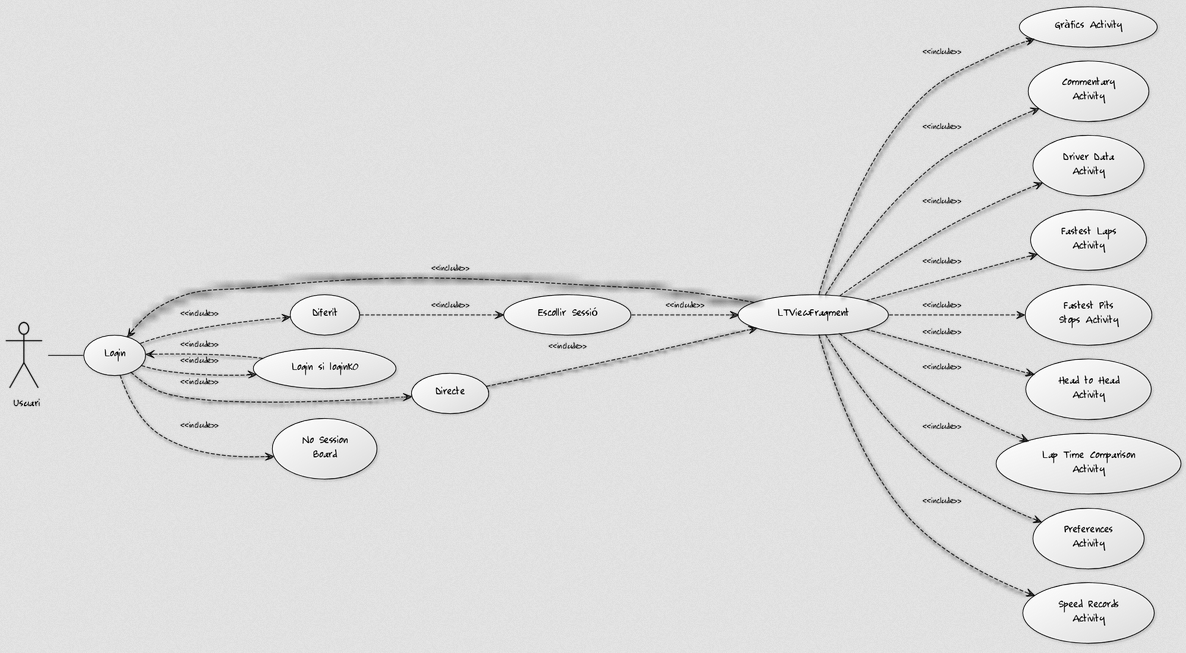 Gràfics Activity
<<include>>
Commentary
Activity
<<include>>
Driver Data
Activity
<<include>>
Fastest Laps
Activity
<<include>>
<<include>>
Diferit
<<include>>
Escollir Sessió
<<include>>
LTViewFragment
<<include>>
Fastest Pits
Stops Activity
<<include>>
<<include>>
<<include>>
<<include>>
Login
<<include>>
Login si loginKO
<<include>>
<<include>>
Head to Head
Activity
Directe
Usuari
<<include>>
<<include>>
No Session
Board
Lap Time Comparison
Activity
<<include>>
Preferences
Activity
Speed Records
Activity